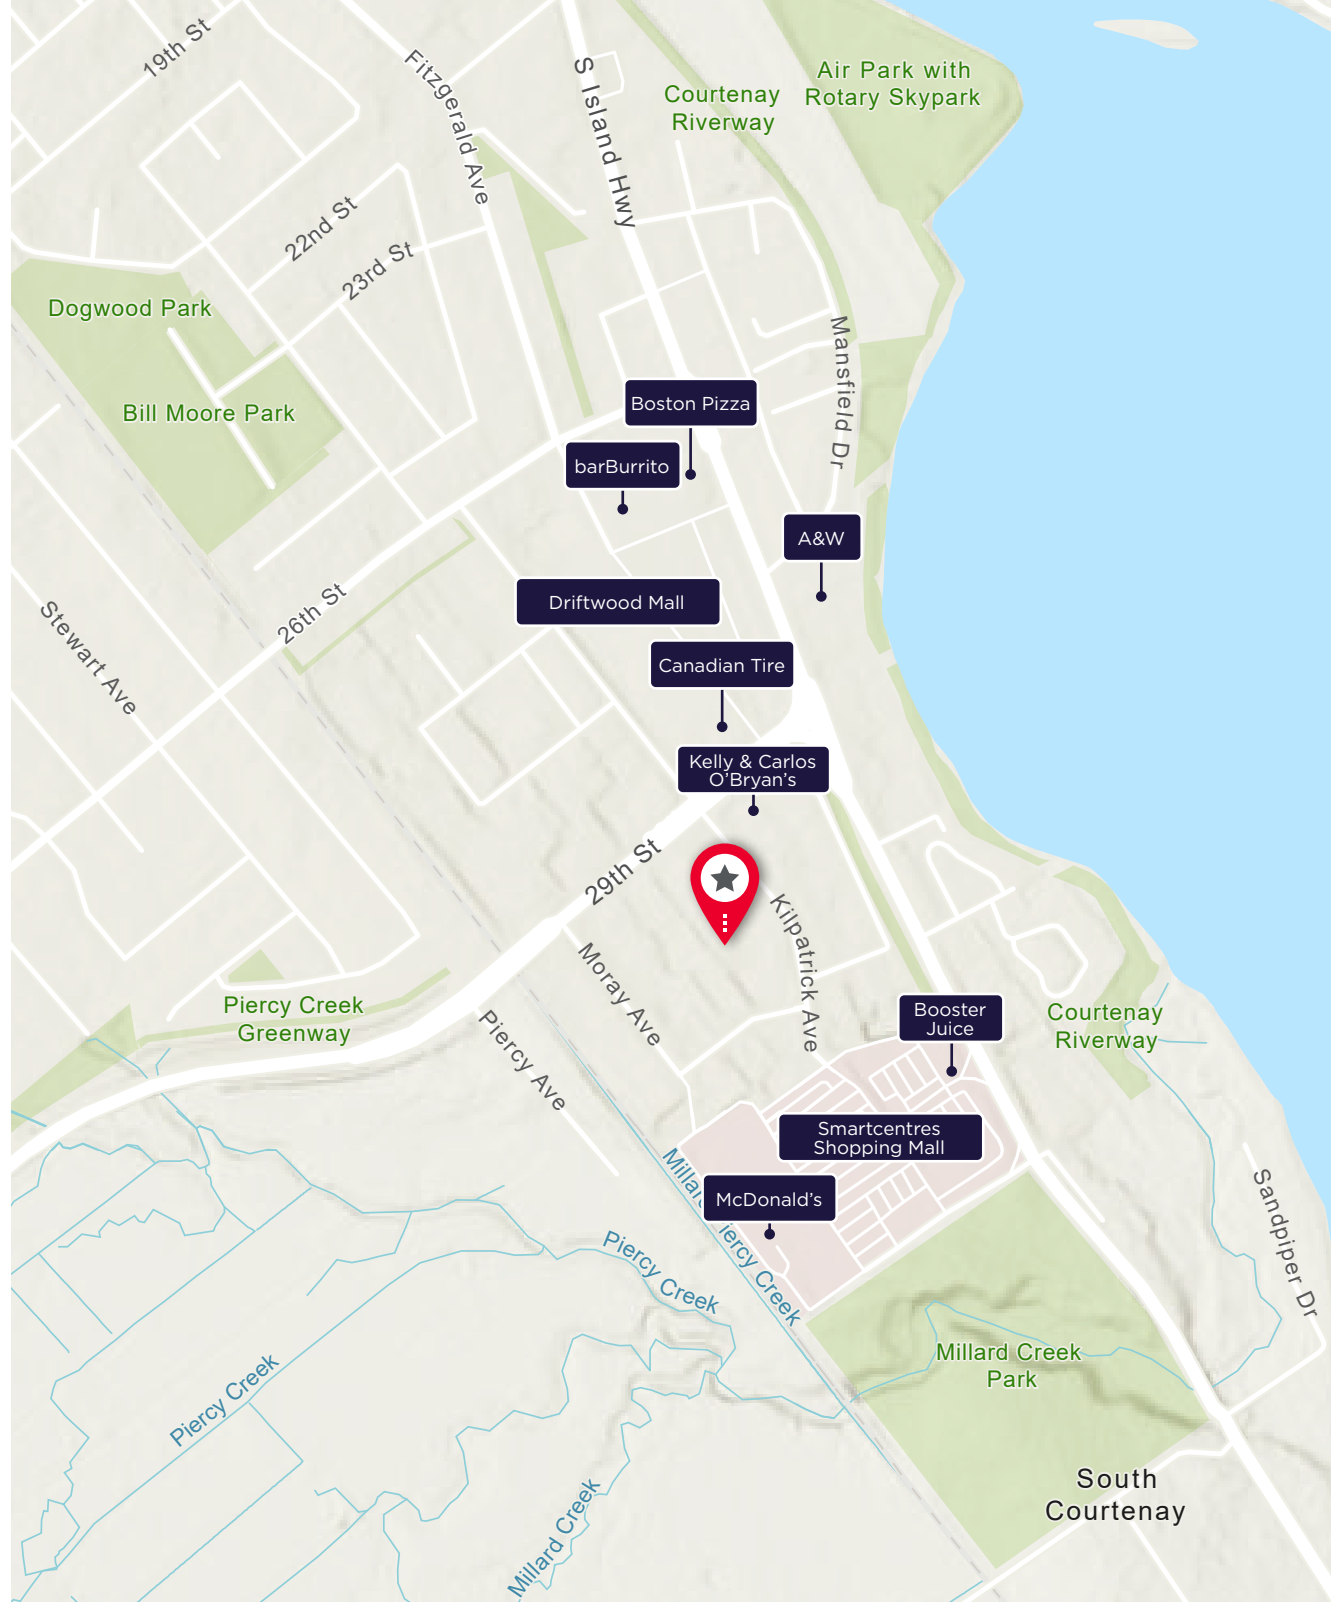 19th St
Fitzgerald Ave
S Island Hwy
Courtenay
Riverway
Air Park with
Rotary Skypark
22nd St
23rd St
Dogwood Park
Bill Moore Park
Mansfield Dr
Boston Pizza
barBurrito
A&W
Driftwood Mall
26th St
Stewart Ave
Canadian Tire
Kelly & Carlos
O'Bryan's
29th St
Kilpatrick Ave
Moray Ave
Piercy Creek
Greenway
Piercy Ave
Booster
Juice
Courtenay
Riverway
Smartcentres
Shopping Mall
McDonald's
Piercy Creek
Piercy Creek
Sandpiper Dr
Millard Creek
Park
Piercy Creek
Millard Creek
South
Courtenay